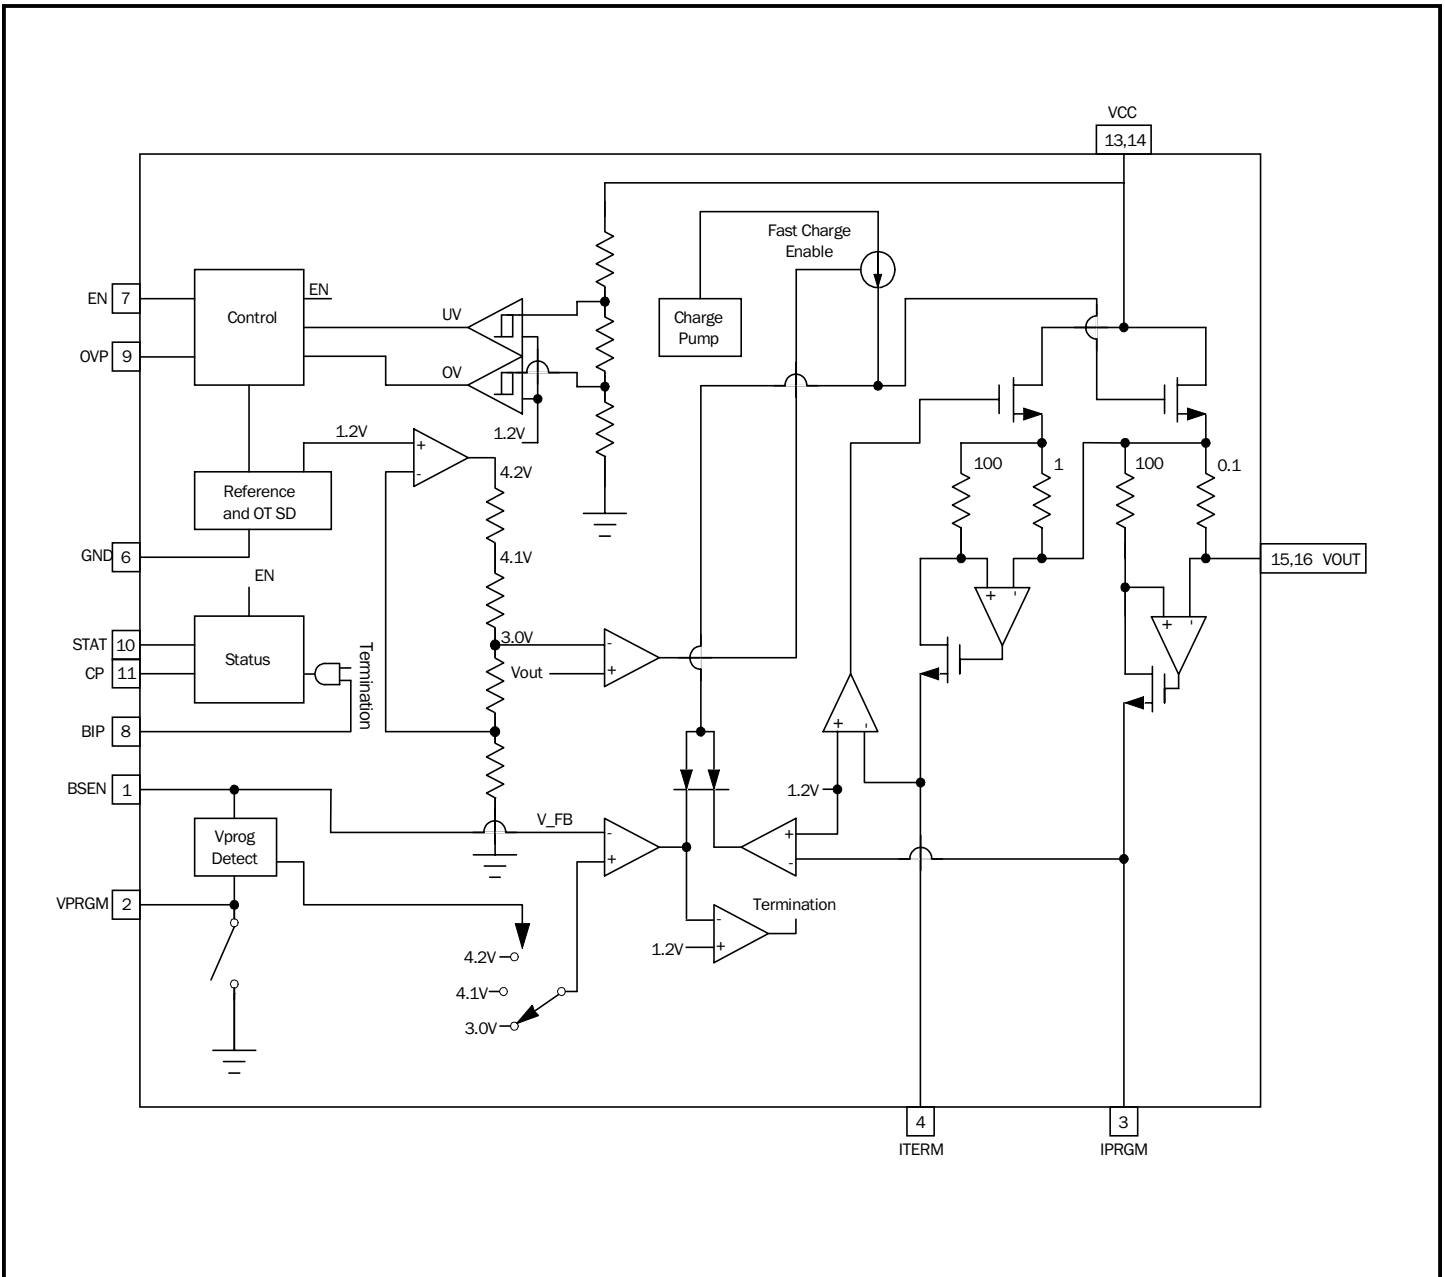 VCC
13,14
Fast Charge
Enable
EN 7
EN
Control
UV
Charge
Pump
OVP 9
OV
1.2V
1.2V
+
-
4.2V
100
1
100
0.1
Reference
and OT SD
GND 6
4.1V
15,16 VOUT
EN
+ -
+ -
STAT 10
CP 11
Status
Termination
3.0V
-
Vout
+
BIP 8
+ -
BSEN 1
1.2V
V_FB
-
+
+
-
Vprog
Detect
VPRGM 2
Termination
-
1.2V
+
4.2V
4.1V
3.0V
4
3
ITERM
IPRGM